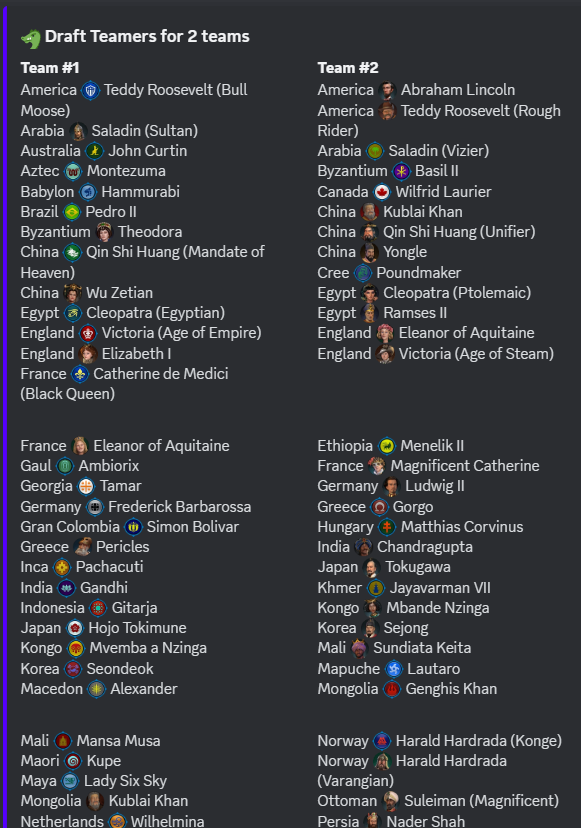 Draft Teamers for 2 teams
Team #1
America Teddy Roosevelt (Bull
Moose)
Arabia Saladin (Sultan)
Australia John Curtin
Aztec Montezuma
Babylon Hammurabi
Brazil Pedro II
Byzantium Theodora
China Qin Shi Huang (Mandate of
Heaven)
China Wu Zetian
Egypt Cleopatra (Egyptian)
England Victoria (Age of Empire)
England Elizabeth I
France Catherine de Medici
(Black Queen)
Team #2
America Abraham Lincoln
America Teddy Roosevelt (Rough
Rider)
Arabia Saladin (Vizier)
Byzantium Basil II
Canada Wilfrid Laurier
China Kublai Khan
China Qin Shi Huang (Unifier)
China Yongle
Cree Poundmaker
Egypt Cleopatra (Ptolemaic)
Egypt Ramses II
England Eleanor of Aquitaine
England Victoria (Age of Steam)
France Eleanor of Aquitaine
Gaul Ambiorix
Georgia Tamar
Germany Frederick Barbarossa
Gran Colombia Simon Bolivar
Greece Pericles
Inca Pachacuti
India Gandhi
Indonesia Gitarja
Japan Hojo Tokimune
Kongo Mvemba a Nzinga
Korea Seondeok
Macedon Alexander
Ethiopia Menelik II
France Magnificent Catherine
Germany Ludwig II
Greece Gorgo
Hungary Matthias Corvinus
India Chandragupta
Japan Tokugawa
Khmer Jayavarman VII
Kongo Mbande Nzinga
Korea Sejong
Mali Sundiata Keita
Mapuche Lautaro
Mongolia Genghis Khan
Mali Mansa Musa
Maori Kupe
Maya Lady Six Sky
Mongolia Kublai Khan
Netherlands Wilhelmina
Norway Harald Hardrada (Konge)
Norway Harald Hardrada
(Varangian)
Ottoman Suleiman (Magnificent)
Persia Nader Shah